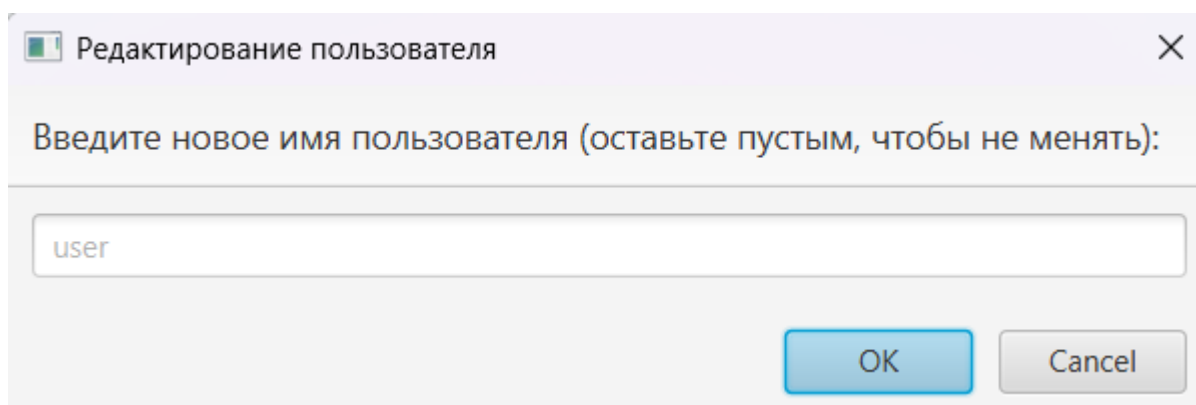 Редактирование пользователя
Введите новое имя пользователя (оставьте пустым, чтобы не менять):
user
OK
Cancel